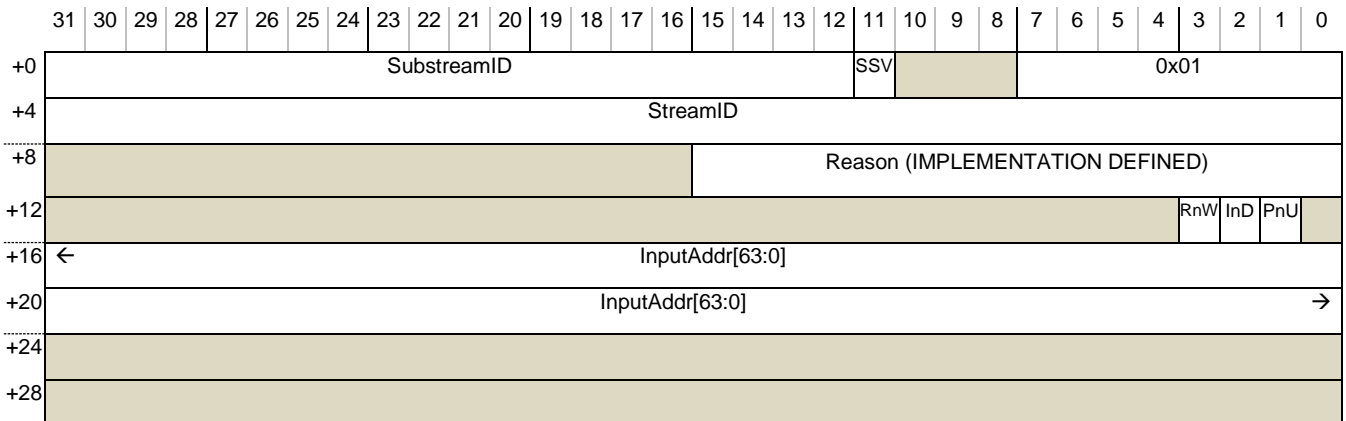 31 30 29 28 27 26 25 24 23 22 21 20 19 18 17 16 15 14 13 12 11 10 9 8 7 6 5 4 3 2 1 0
+0 SubstreamID SSV 0x01
+4 StreamID
+8 Reason (IMPLEMENTATION DEFINED)
+12 RnW InD PnU
+16 ← InputAddr[63:0]
+20 InputAddr[63:0] →
+24
+28